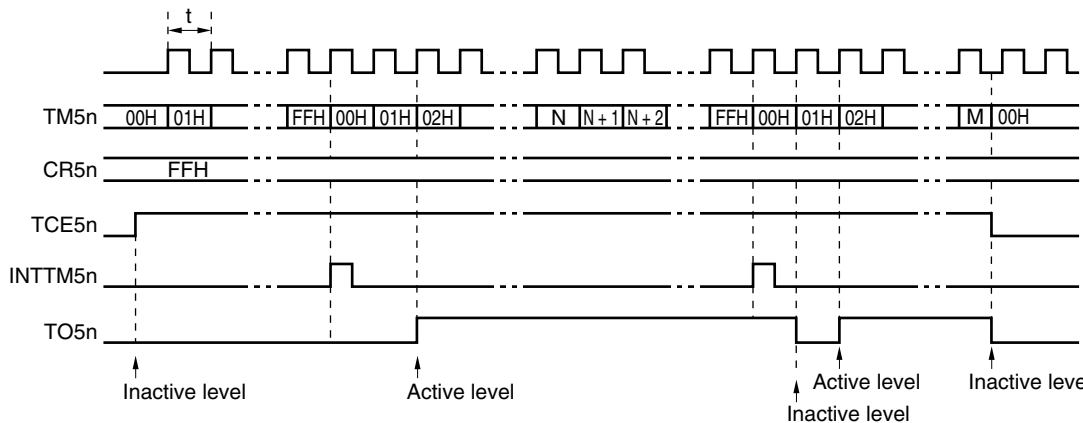 t
TM5n 00H 01H FFH 00H 01H 02H N N + 1 N + 2 FFH 00H 01H 02H M 00H
CR5n FFH
TCE5n
INTTM5n
TO5n
Inactive level Active level Active level Inactive leve
Inactive level